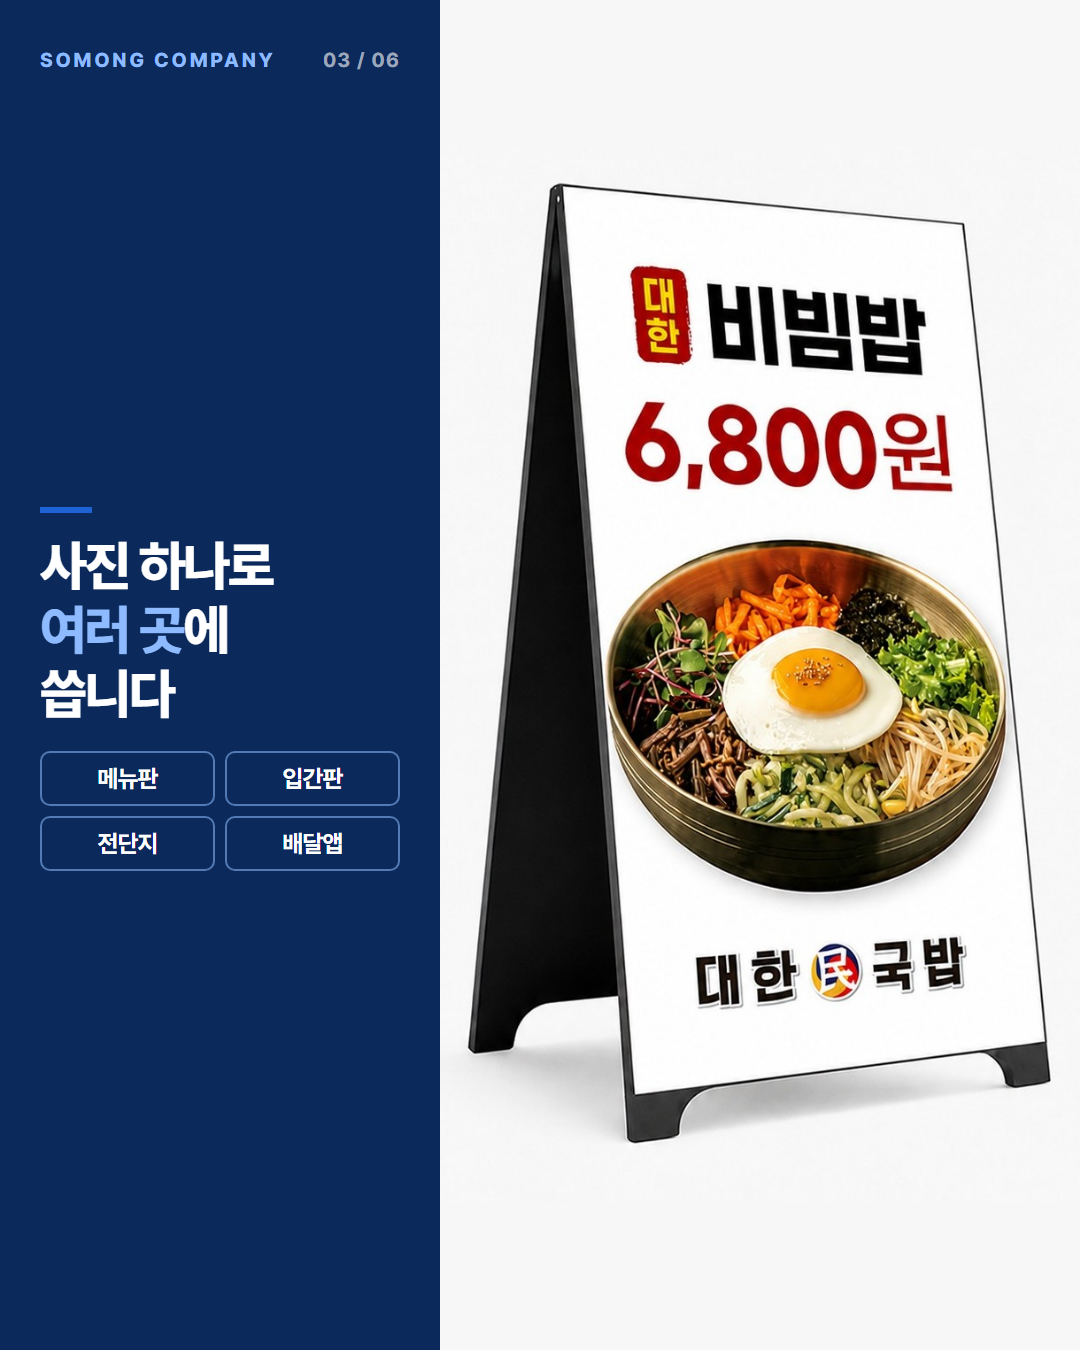 SOMONG COMPANY 03 / 06
사진 하나로
여러 곳에
씁니다
메뉴판 입간판
전단지 배달앱
대한 비빔밥
6,800원
대한民국밥